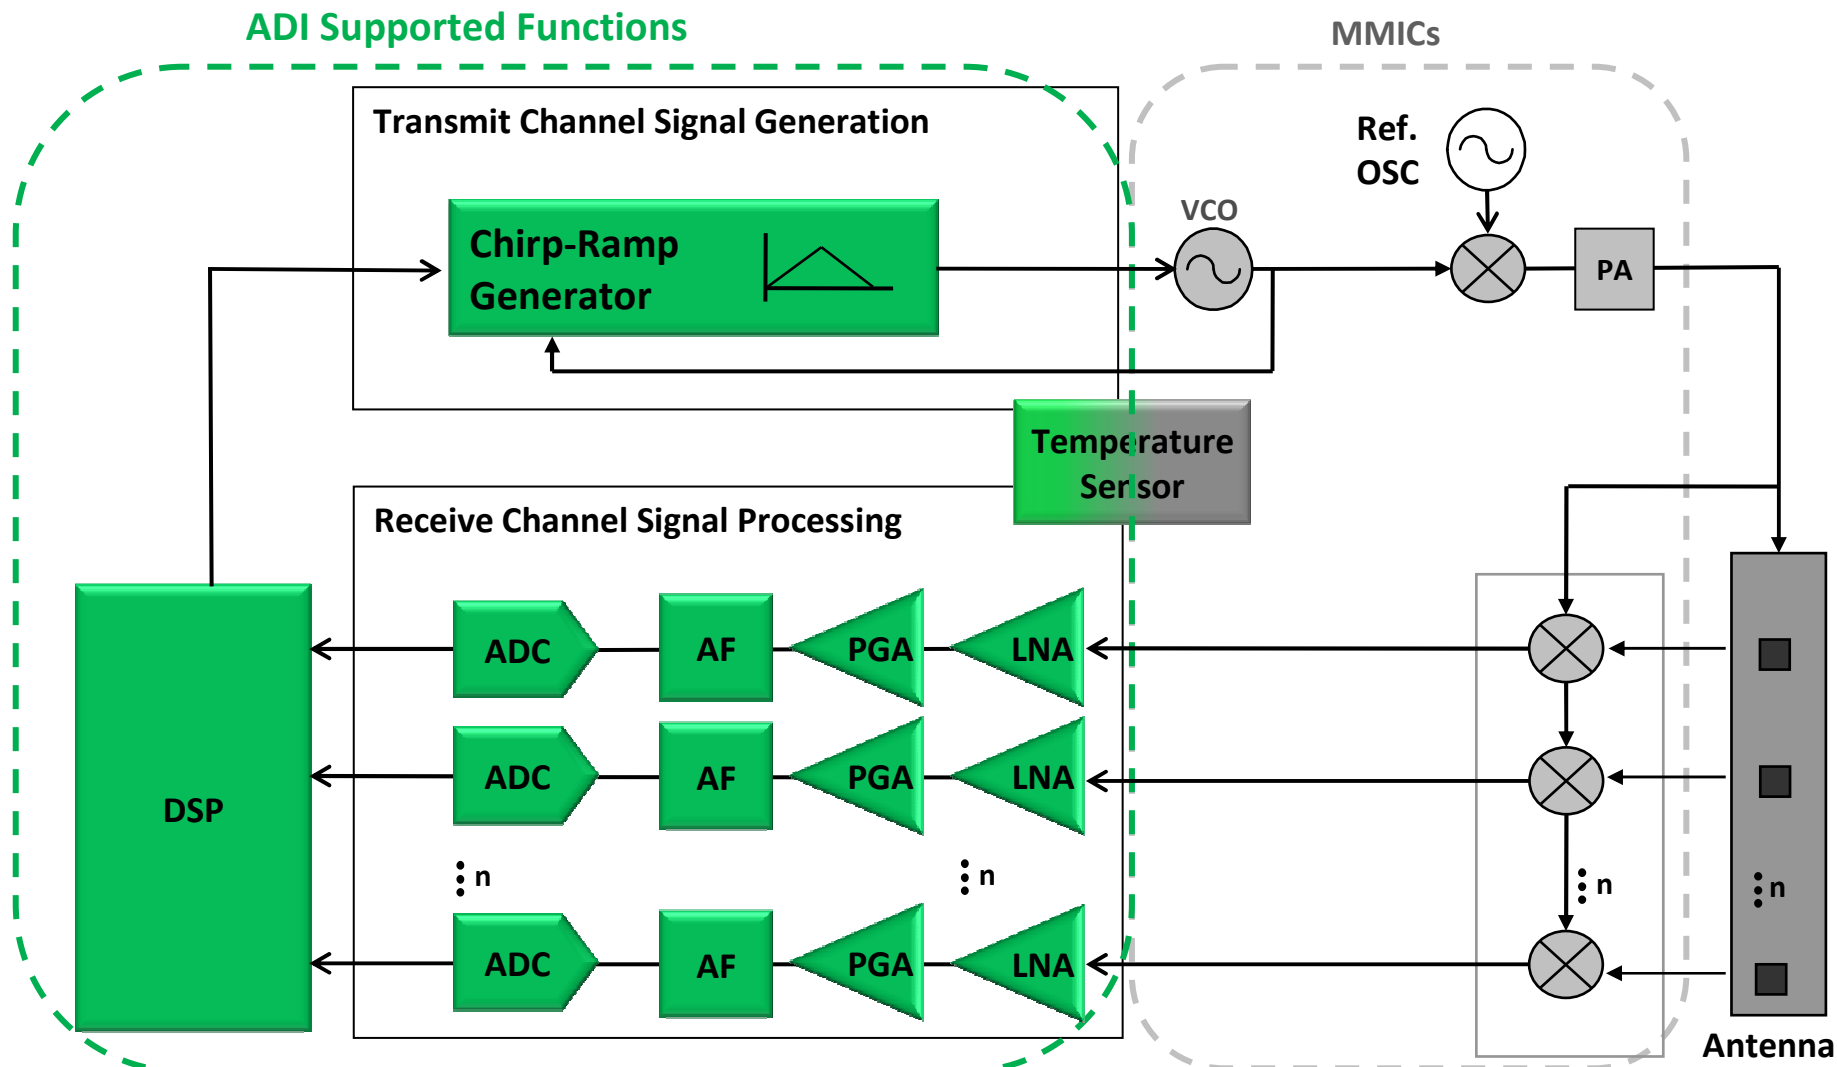 ADI Supported Functions
MMICs
Transmit Channel Signal Generation
Ref.
OSC
VCO
Chirp-Ramp
Generator
PA
Temperature
Sensor
Receive Channel Signal Processing
ADC
AF
PGA
LNA
ADC
AF
PGA
LNA
DSP
n
n
n
n
ADC
AF
PGA
LNA
Antenna